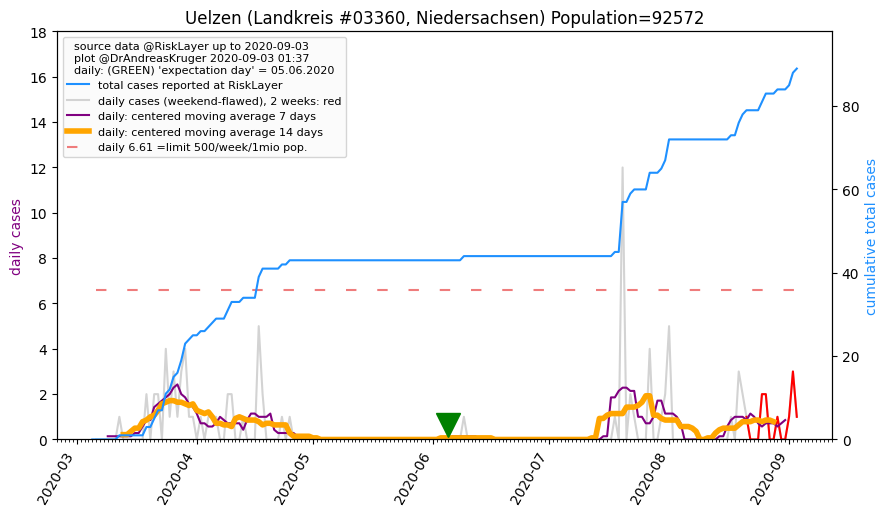 Uelzen (Landkreis #03360, Niedersachsen) Population=92572
source data @RiskLayer up to 2020-09-03
plot @DrAndreasKruger 2020-09-03 01:37
daily: (GREEN) 'expectation day' = 05.06.2020
total cases reported at RiskLayer
daily cases (weekend-flawed), 2 weeks: red
daily: centered moving average 7 days
daily: centered moving average 14 days
daily 6.61 =limit 500/week/1mio pop.
daily cases
18
16
14
12
10
8
6
4
2
0
cumulative total cases
80
60
40
20
0
2020-03
2020-04
2020-05
2020-06
2020-07
2020-08
2020-09